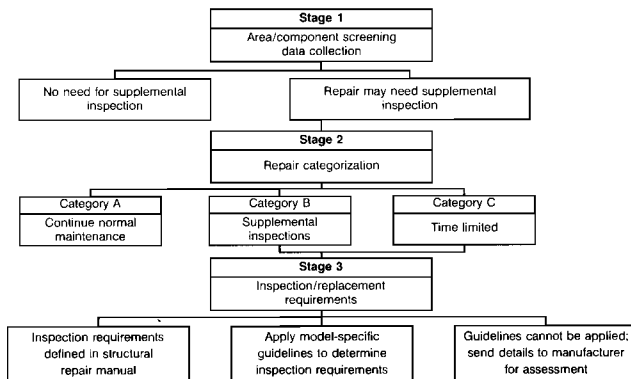 Stage 1
Area/component screening
data collection
No need for supplemental
inspection
Repair may need supplemental
inspection
Stage 2
Repair categorization
Category A
Continue normal
maintenance
Category B
Supplemental
inspections
Category C
Time limited
Stage 3
Inspection/replacement
requirements
Inspection requirements
defined in structural
repair manual
Apply model-specific
guidelines to determine
inspection requirements
Guidelines cannot be applied;
send details to manufacturer
for assessment